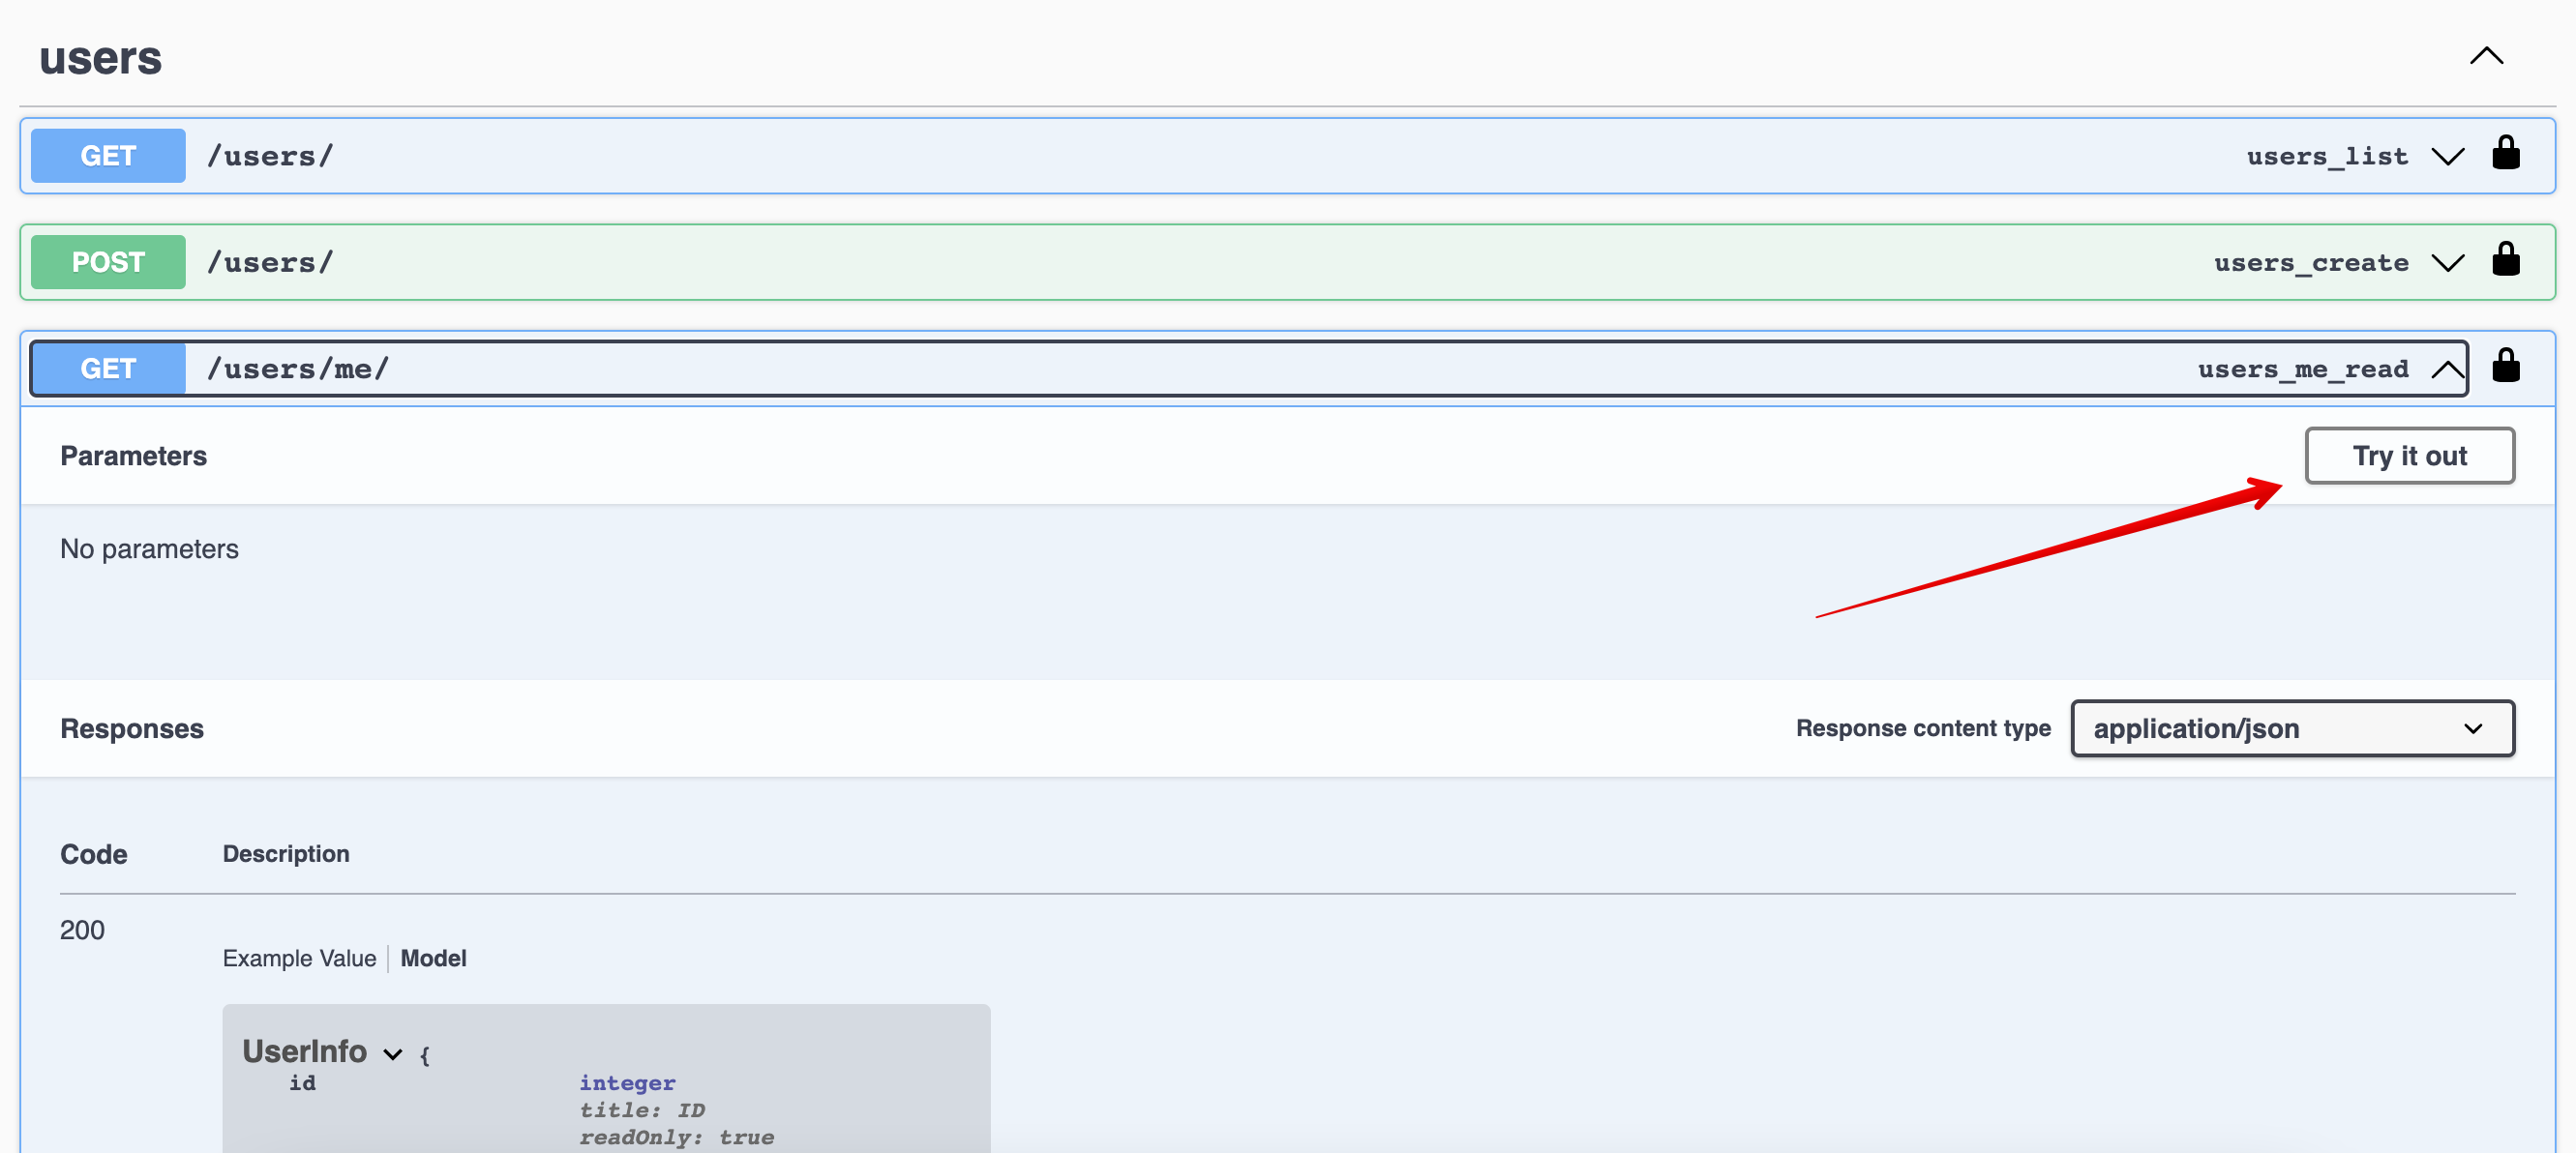 users
GET /users/ users_list
POST /users/ users_create
GET /users/me/ users_me_read
Parameters Try it out
No parameters
Responses Response content type application/json
Code Description
200
Example Value Model
UserInfo {
id integer
title: ID
readOnly: true